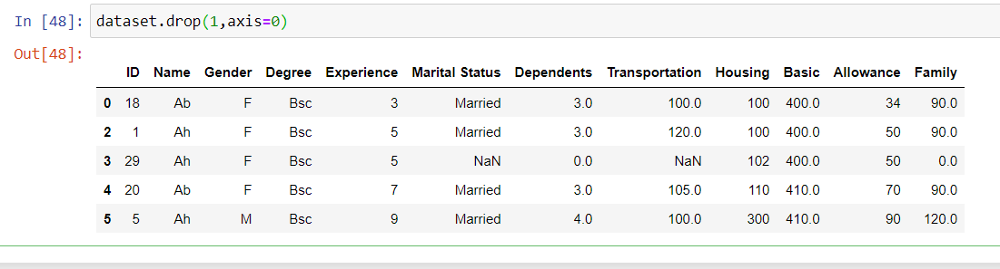 In [48]: dataset.drop(1,axis=0)
Out[48]:
ID Name Gender Degree Experience Marital Status Dependents Transportation Housing Basic Allowance Family
0 18 Ab F Bsc 3 Married 3.0 100.0 100 400.0 34 90.0
2 1 Ah F Bsc 5 Married 3.0 120.0 100 400.0 50 90.0
3 29 Ah F Bsc 5 NaN 0.0 NaN 102 400.0 50 0.0
4 20 Ab F Bsc 7 Married 3.0 105.0 110 410.0 70 90.0
5 5 Ah M Bsc 9 Married 4.0 100.0 300 410.0 90 120.0